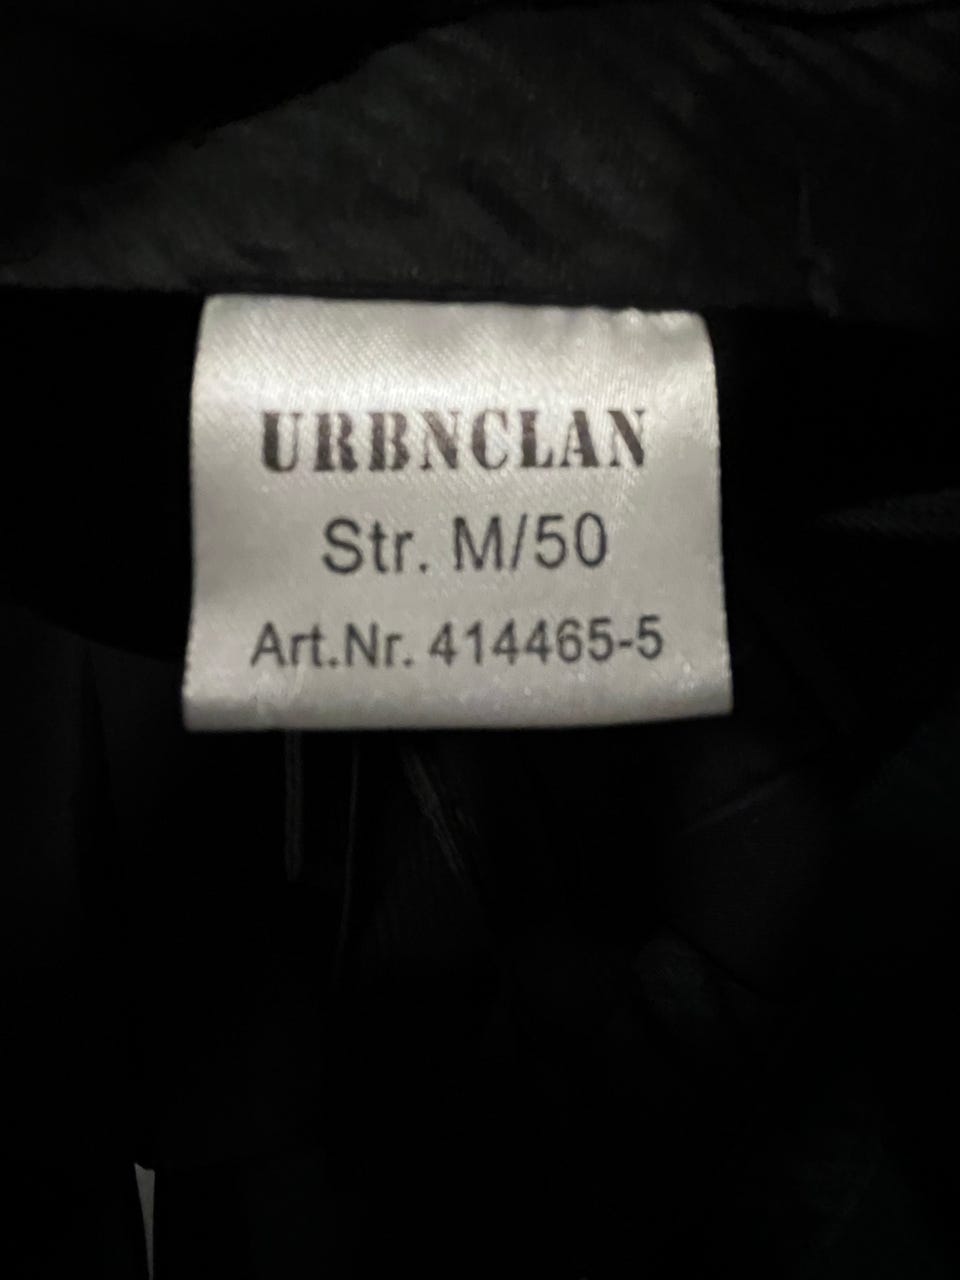 URBNCLAN
Str. M/50
Art.Nr. 414465-5